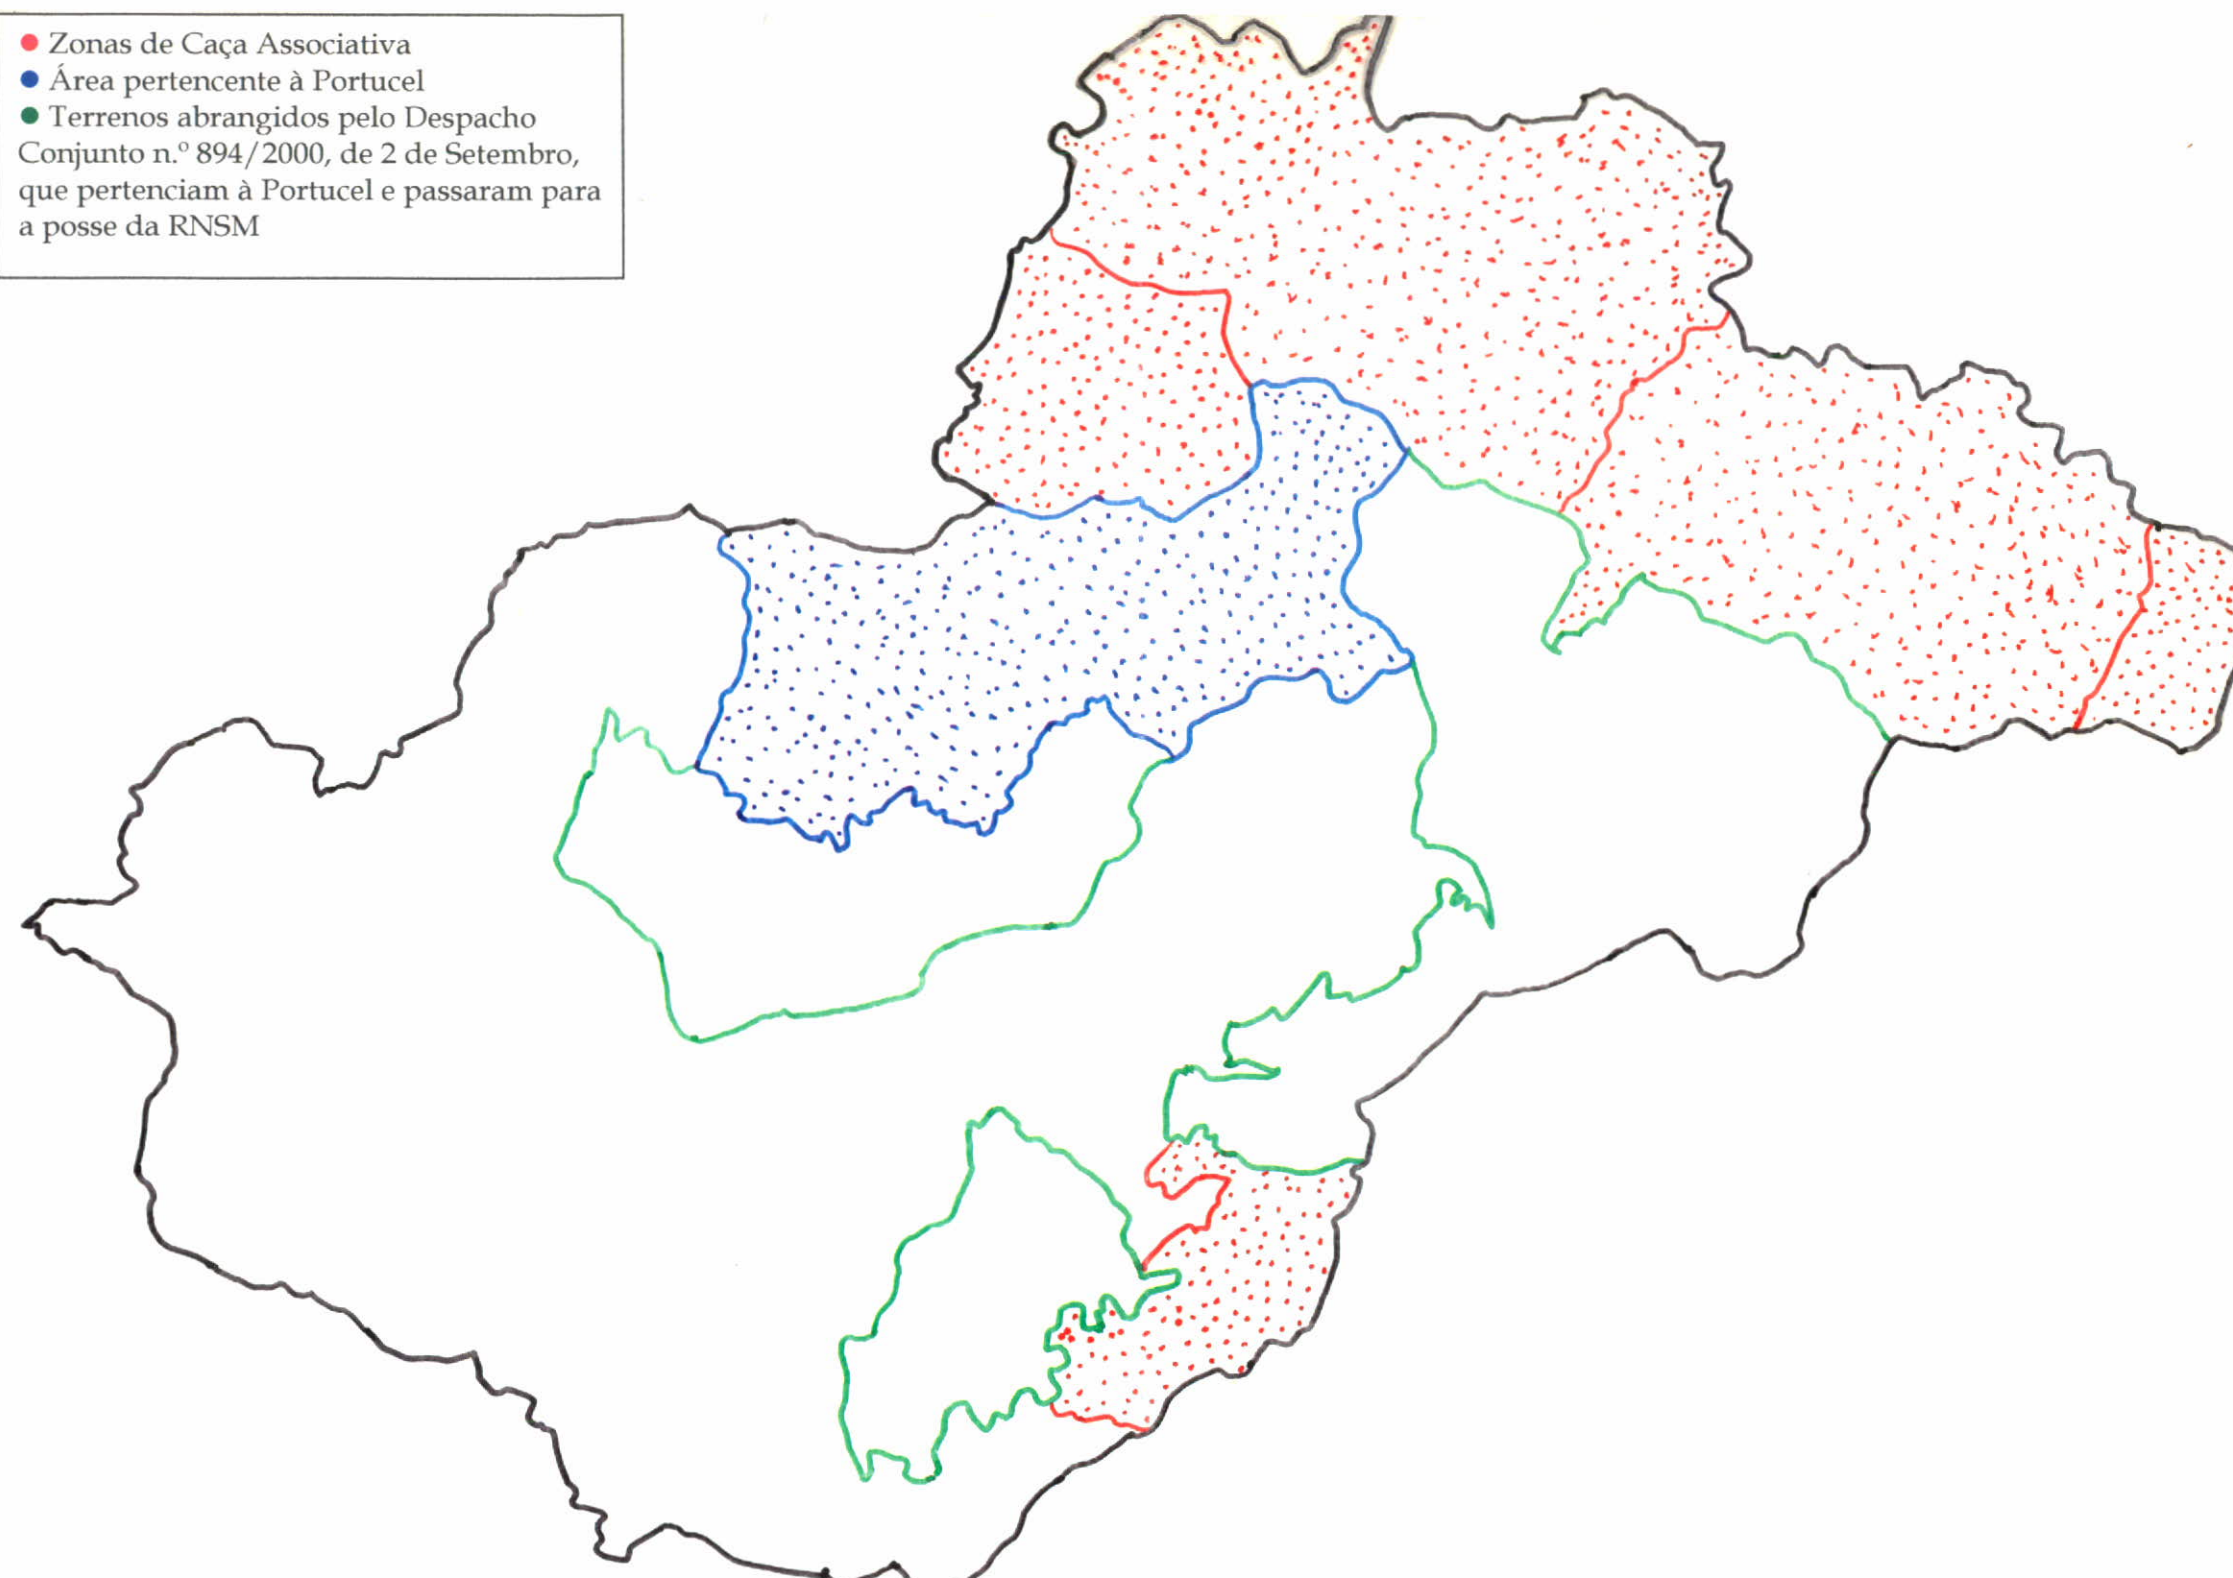 Zonas de Caça Associativa
Área pertencente à Portucel
Terrenos abrangidos pelo Despacho
Conjunto n.º 894/2000, de 2 de Setembro,
que pertenciam à Portucel e passaram para
a posse da RNSM